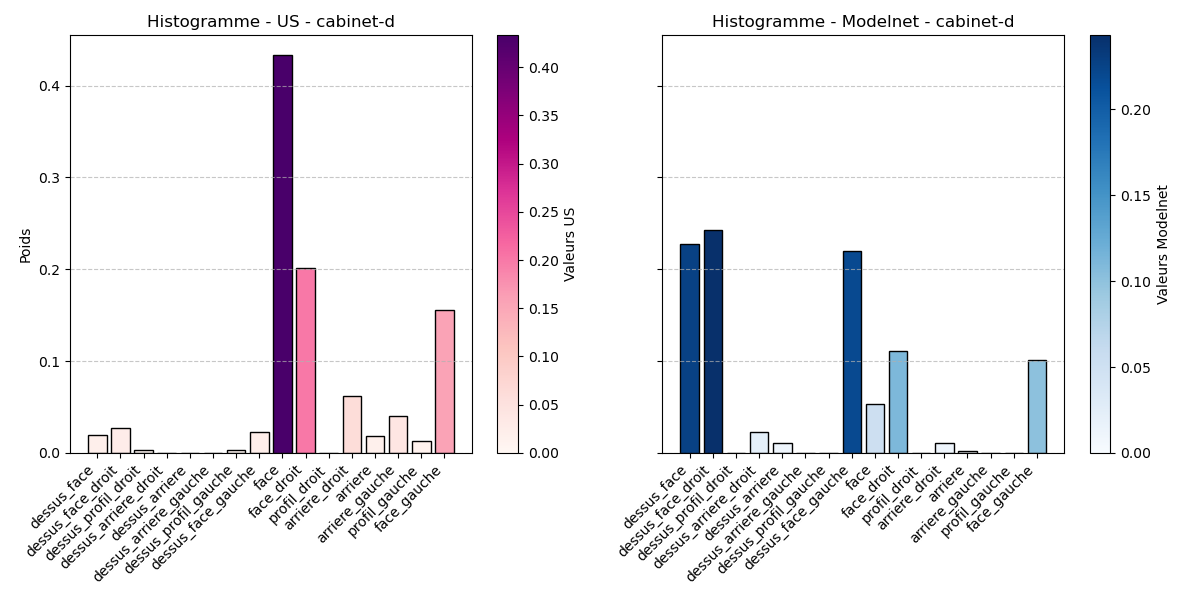 Histogramme - US - cabinet-d
Poids
0.4
0.3
0.2
0.1
0.0
dessus_face
dessus_face_droit
dessus_profil_droit
dessus_arriere_droit
dessus_arriere
dessus_arriere_gauche
dessus_profil_gauche
dessus_face_gauche
face
face_droit
profil_droit
arriere_droit
arriere
arriere_gauche
profil_gauche
face_gauche
0.40
0.35
0.30
0.25
0.20
0.15
0.10
0.05
0.00
Valeurs US
Histogramme - Modelnet - cabinet-d
dessus_face
dessus_face_droit
dessus_profil_droit
dessus_arriere_droit
dessus_arriere
dessus_arriere_gauche
dessus_profil_gauche
dessus_face_gauche
face
face_droit
profil_droit
arriere_droit
arriere
arriere_gauche
profil_gauche
face_gauche
0.20
0.15
0.10
0.05
0.00
Valeurs Modelnet